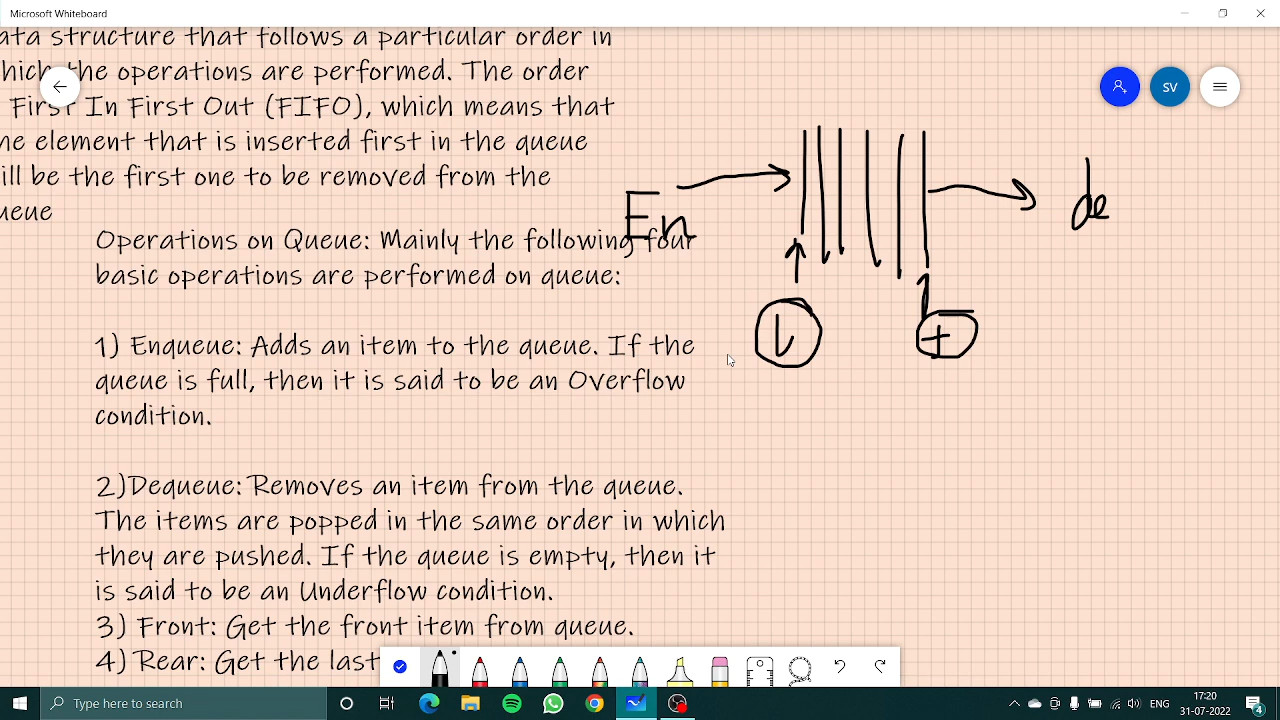 Microsoft Whiteboard
ata structure that follows a particular order in
hich the operations are performed. The order
First In First Out (FIFO), which means that
he element that is inserted first in the queue
ill be the first one to be removed from the
ueue
Operations on Queue: Mainly the following four
basic operations are performed on queue:
1) Enqueue: Adds an item to the queue. If the
queue is full, then it is said to be an Overflow
condition.
2)Dequeue: Removes an item from the queue.
The items are popped in the same order in which
they are pushed. If the queue is empty, then it
is said to be an Underflow condition.
3) Front: Get the front item from queue.
4) Rear: Get the last
SV
En
de
Type here to search
ENG
17:20
31-07-2022
4